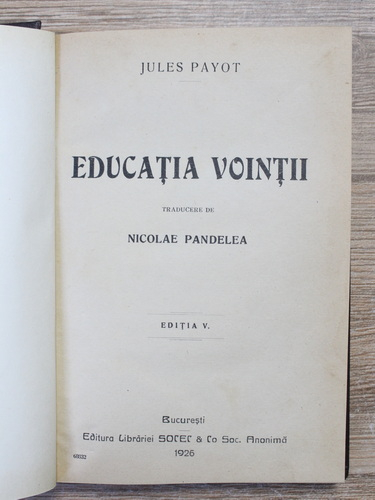 JULES PAYOT
EDUCAȚIA VOINȚII
TRADUCERE DE
NICOLAE PANDELEA
EDIȚIA V.
București
Editura Librăriei SOCEC & Co Soc. Anonimă
1926